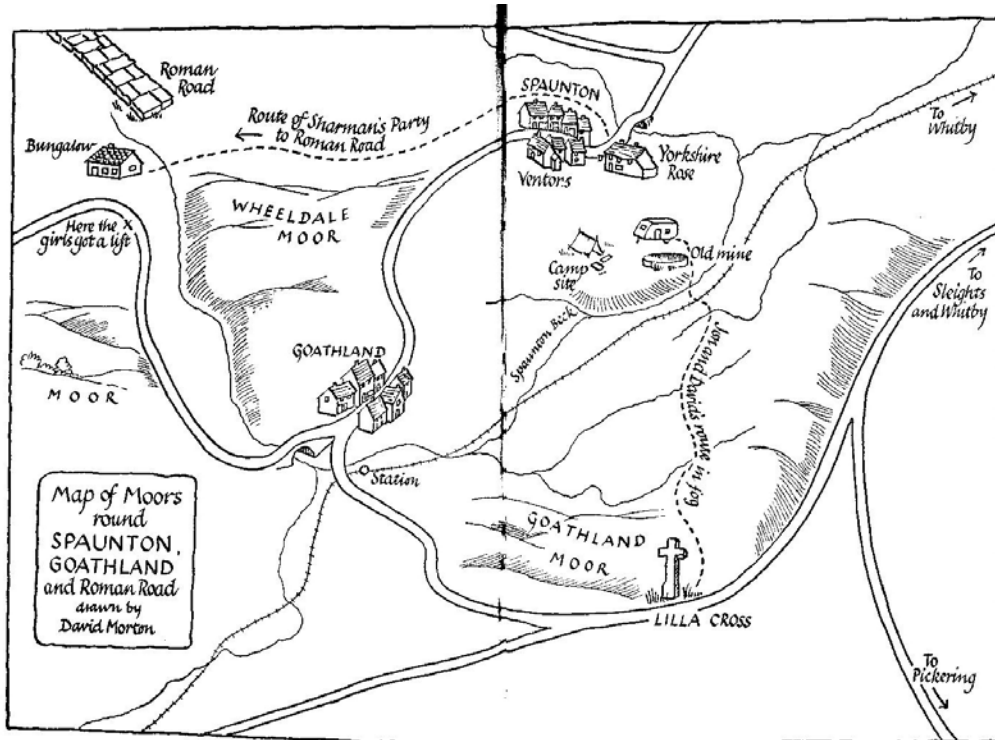 Roman
Road
Route of Sharman's Party
to Roman Road
Bungalow
SPAUNTON
To
Whitby
Ventors
Yorkshire
Rose
WHEELDALE
MOOR
Here the x
girls got a lift
Camp
site
Old mine
To
Sleights
and Whitby
Spaunton Beck
GOATHLAND
MOOR
Jon and David's route in fog
Station
Map of Moors
round
SPAUNTON,
GOATHLAND
and Roman Road
drawn by
David Morton
GOATHLAND
MOOR
LILLA CROSS
To
Pickering